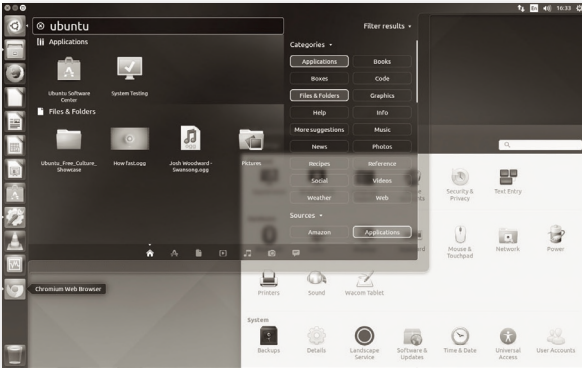 En 16:33
ubuntu
Filter results
Applications
Ubuntu Software Center
System Testing
Files & Folders
Ubuntu_Free_Culture_Showcase
How fast.ogg
Josh Woodward - Swansong.ogg
Pictures
Categories
Applications Books
Boxes Code
Files & Folders Graphics
Help Info
More suggestions Music
News Photos
Recipes Reference
Social Videos
Weather Web
Sources
Amazon Applications
Security & Privacy
Text Entry
Mouse & Touchpad
Network
Power
Chromium Web Browser
Printers
Sound
Wacom Tablet
System
Backups
Details
Landscape Service
Software & Updates
Time & Date
Universal Access
User Accounts